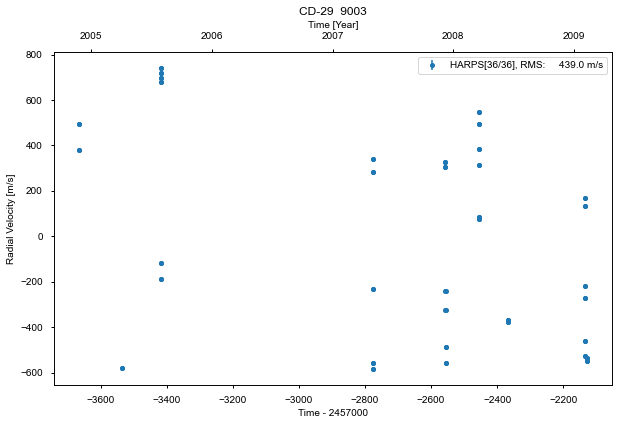 CD-29  9003
Time [Year]
2005 2006 2007 2008 2009
HARPS[36/36], RMS:    439.0 m/s
800
600
400
200
0
−200
−400
−600
Radial Velocity [m/s]
−3600 −3400 −3200 −3000 −2800 −2600 −2400 −2200
Time - 2457000